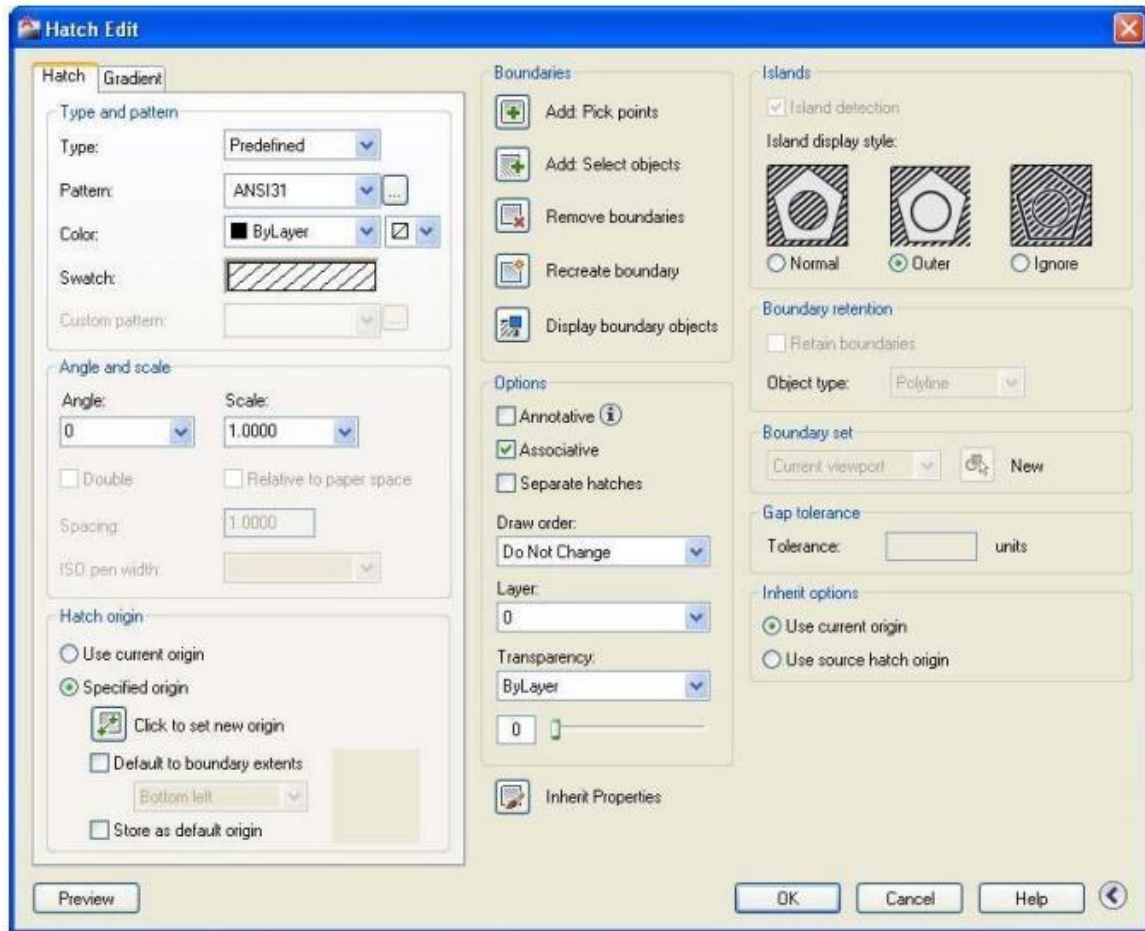 Hatch Edit
Hatch
Gradient
Type and pattern
Type:
Predefined
Pattern:
ANSI31
...
Color:
ByLayer
Swatch:
Custom pattern:
...
Angle and scale
Angle:
Scale:
0
1.0000
Double
Relative to paper space
Spacing:
1.0000
ISO pen width:
Hatch origin
Use current origin
Specified origin
Click to set new origin
Default to boundary extents
Bottom left
Store as default origin
Preview
Boundaries
Add: Pick points
Add: Select objects
Remove boundaries
Recreate boundary
Display boundary objects
Options
Annotative
Associative
Separate hatches
Draw order:
Do Not Change
Layer:
0
Transparency:
ByLayer
0
Inherit Properties
Islands
Island detection
Island display style:
Normal
Outer
Ignore
Boundary retention
Retain boundaries
Object type:
Polyline
Boundary set
Current viewport
New
Gap tolerance
Tolerance:
units
Inherit options
Use current origin
Use source hatch origin
OK
Cancel
Help